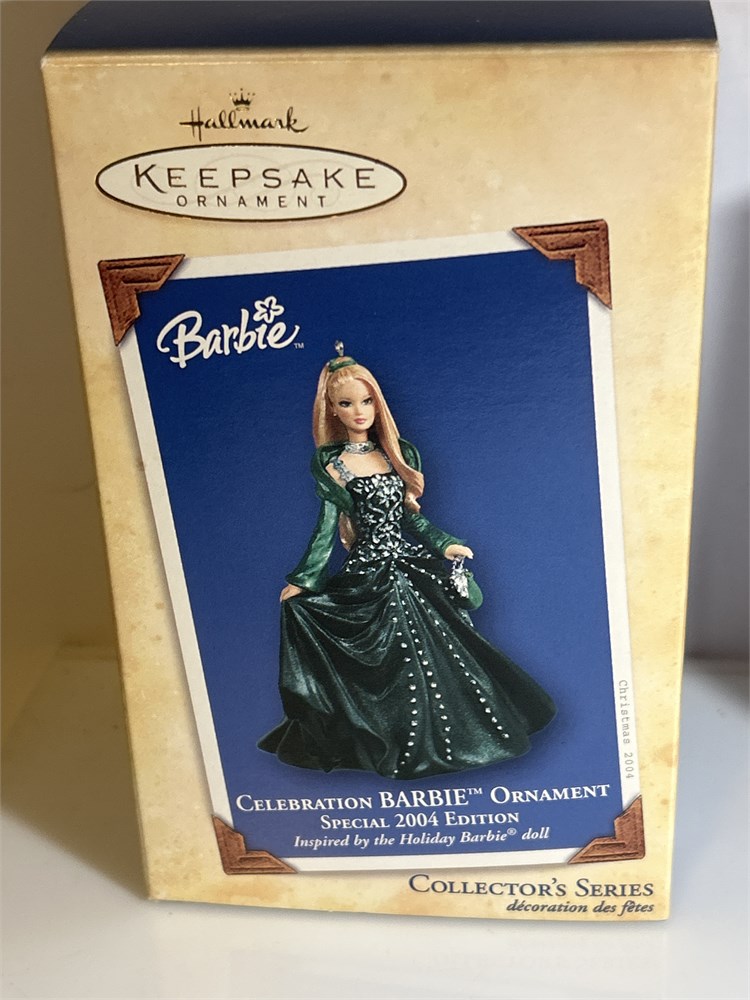 Hallmark
KEEPSAKE
ORNAMENT
Barbie™
Christmas 2004
CELEBRATION BARBIE™ ORNAMENT
SPECIAL 2004 EDITION
Inspired by the Holiday Barbie® doll
COLLECTOR'S SERIES
décoration des fêtes